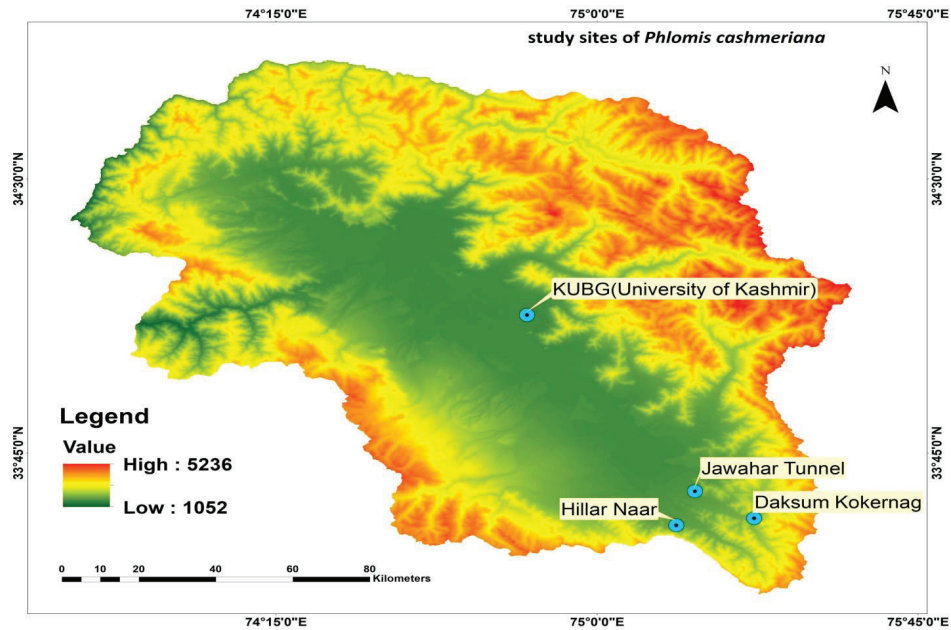 74°15'0"E 75°0'0"E 75°45'0"E
study sites of Phlomis cashmeriana
N
34°30'0"N 34°30'0"N
KUBG(University of Kashmir)
Legend
Value
High : 5236
Low : 1052
33°45'0"N 33°45'0"N
Jawahar Tunnel
Hillar Naar
Daksum Kokernag
0 10 20 40 60 80
Kilometers
74°15'0"E 75°0'0"E 75°45'0"E